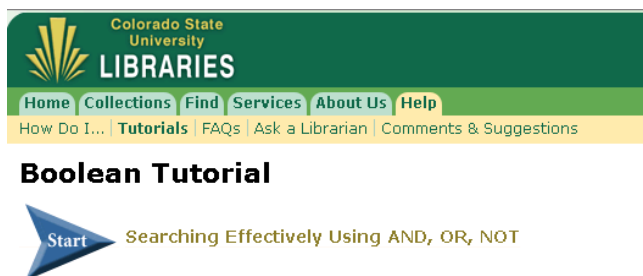 Colorado State
University
LIBRARIES
Home Collections Find Services About Us Help
How Do I... | Tutorials | FAQs | Ask a Librarian | Comments & Suggestions
Boolean Tutorial
Start Searching Effectively Using AND, OR, NOT